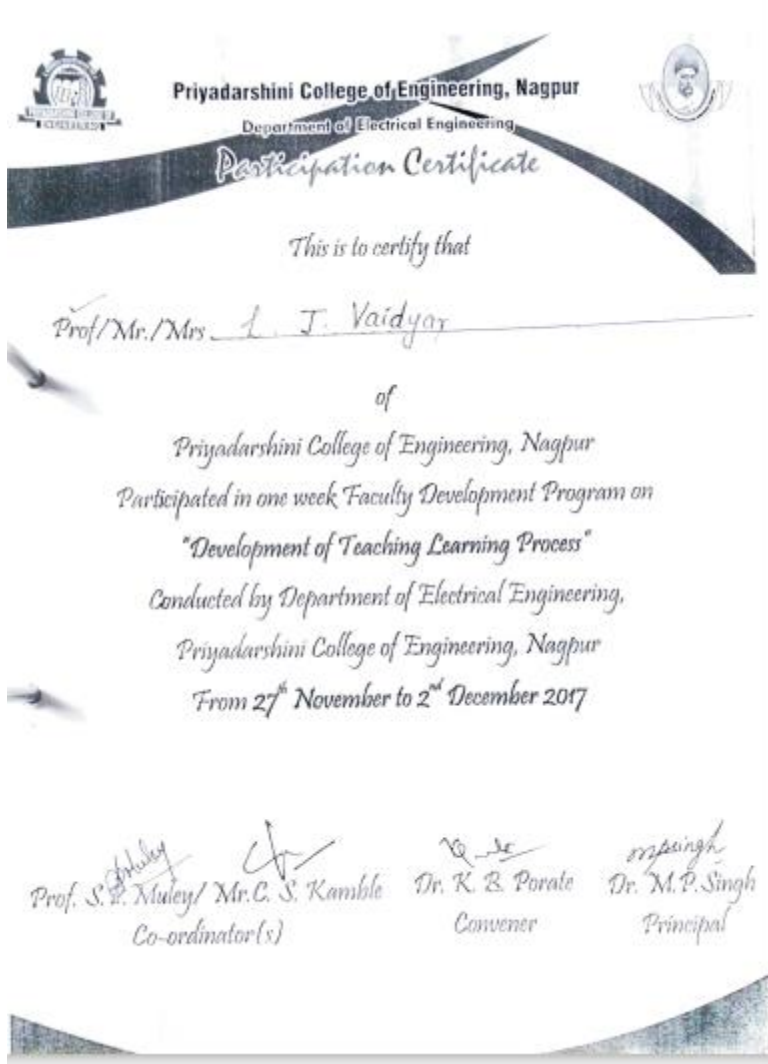 Priyadarshini College of Engineering, Nagpur
Department of Electrical Engineering
Participation Certificate
This is to certify that
Prof/Mr./Mrs. L. J. Vaidyar
of
Priyadarshini College of Engineering, Nagpur
Participated in one week Faculty Development Program on
"Development of Teaching Learning Process"
Conducted by Department of Electrical Engineering,
Priyadarshini College of Engineering, Nagpur
From 27th November to 2nd December 2017
Prof. S. Muley/ Mr.C. S. Kamble Dr. K. B. Porate Dr. M.P.Singh
Co-ordinator(s) Convener Principal